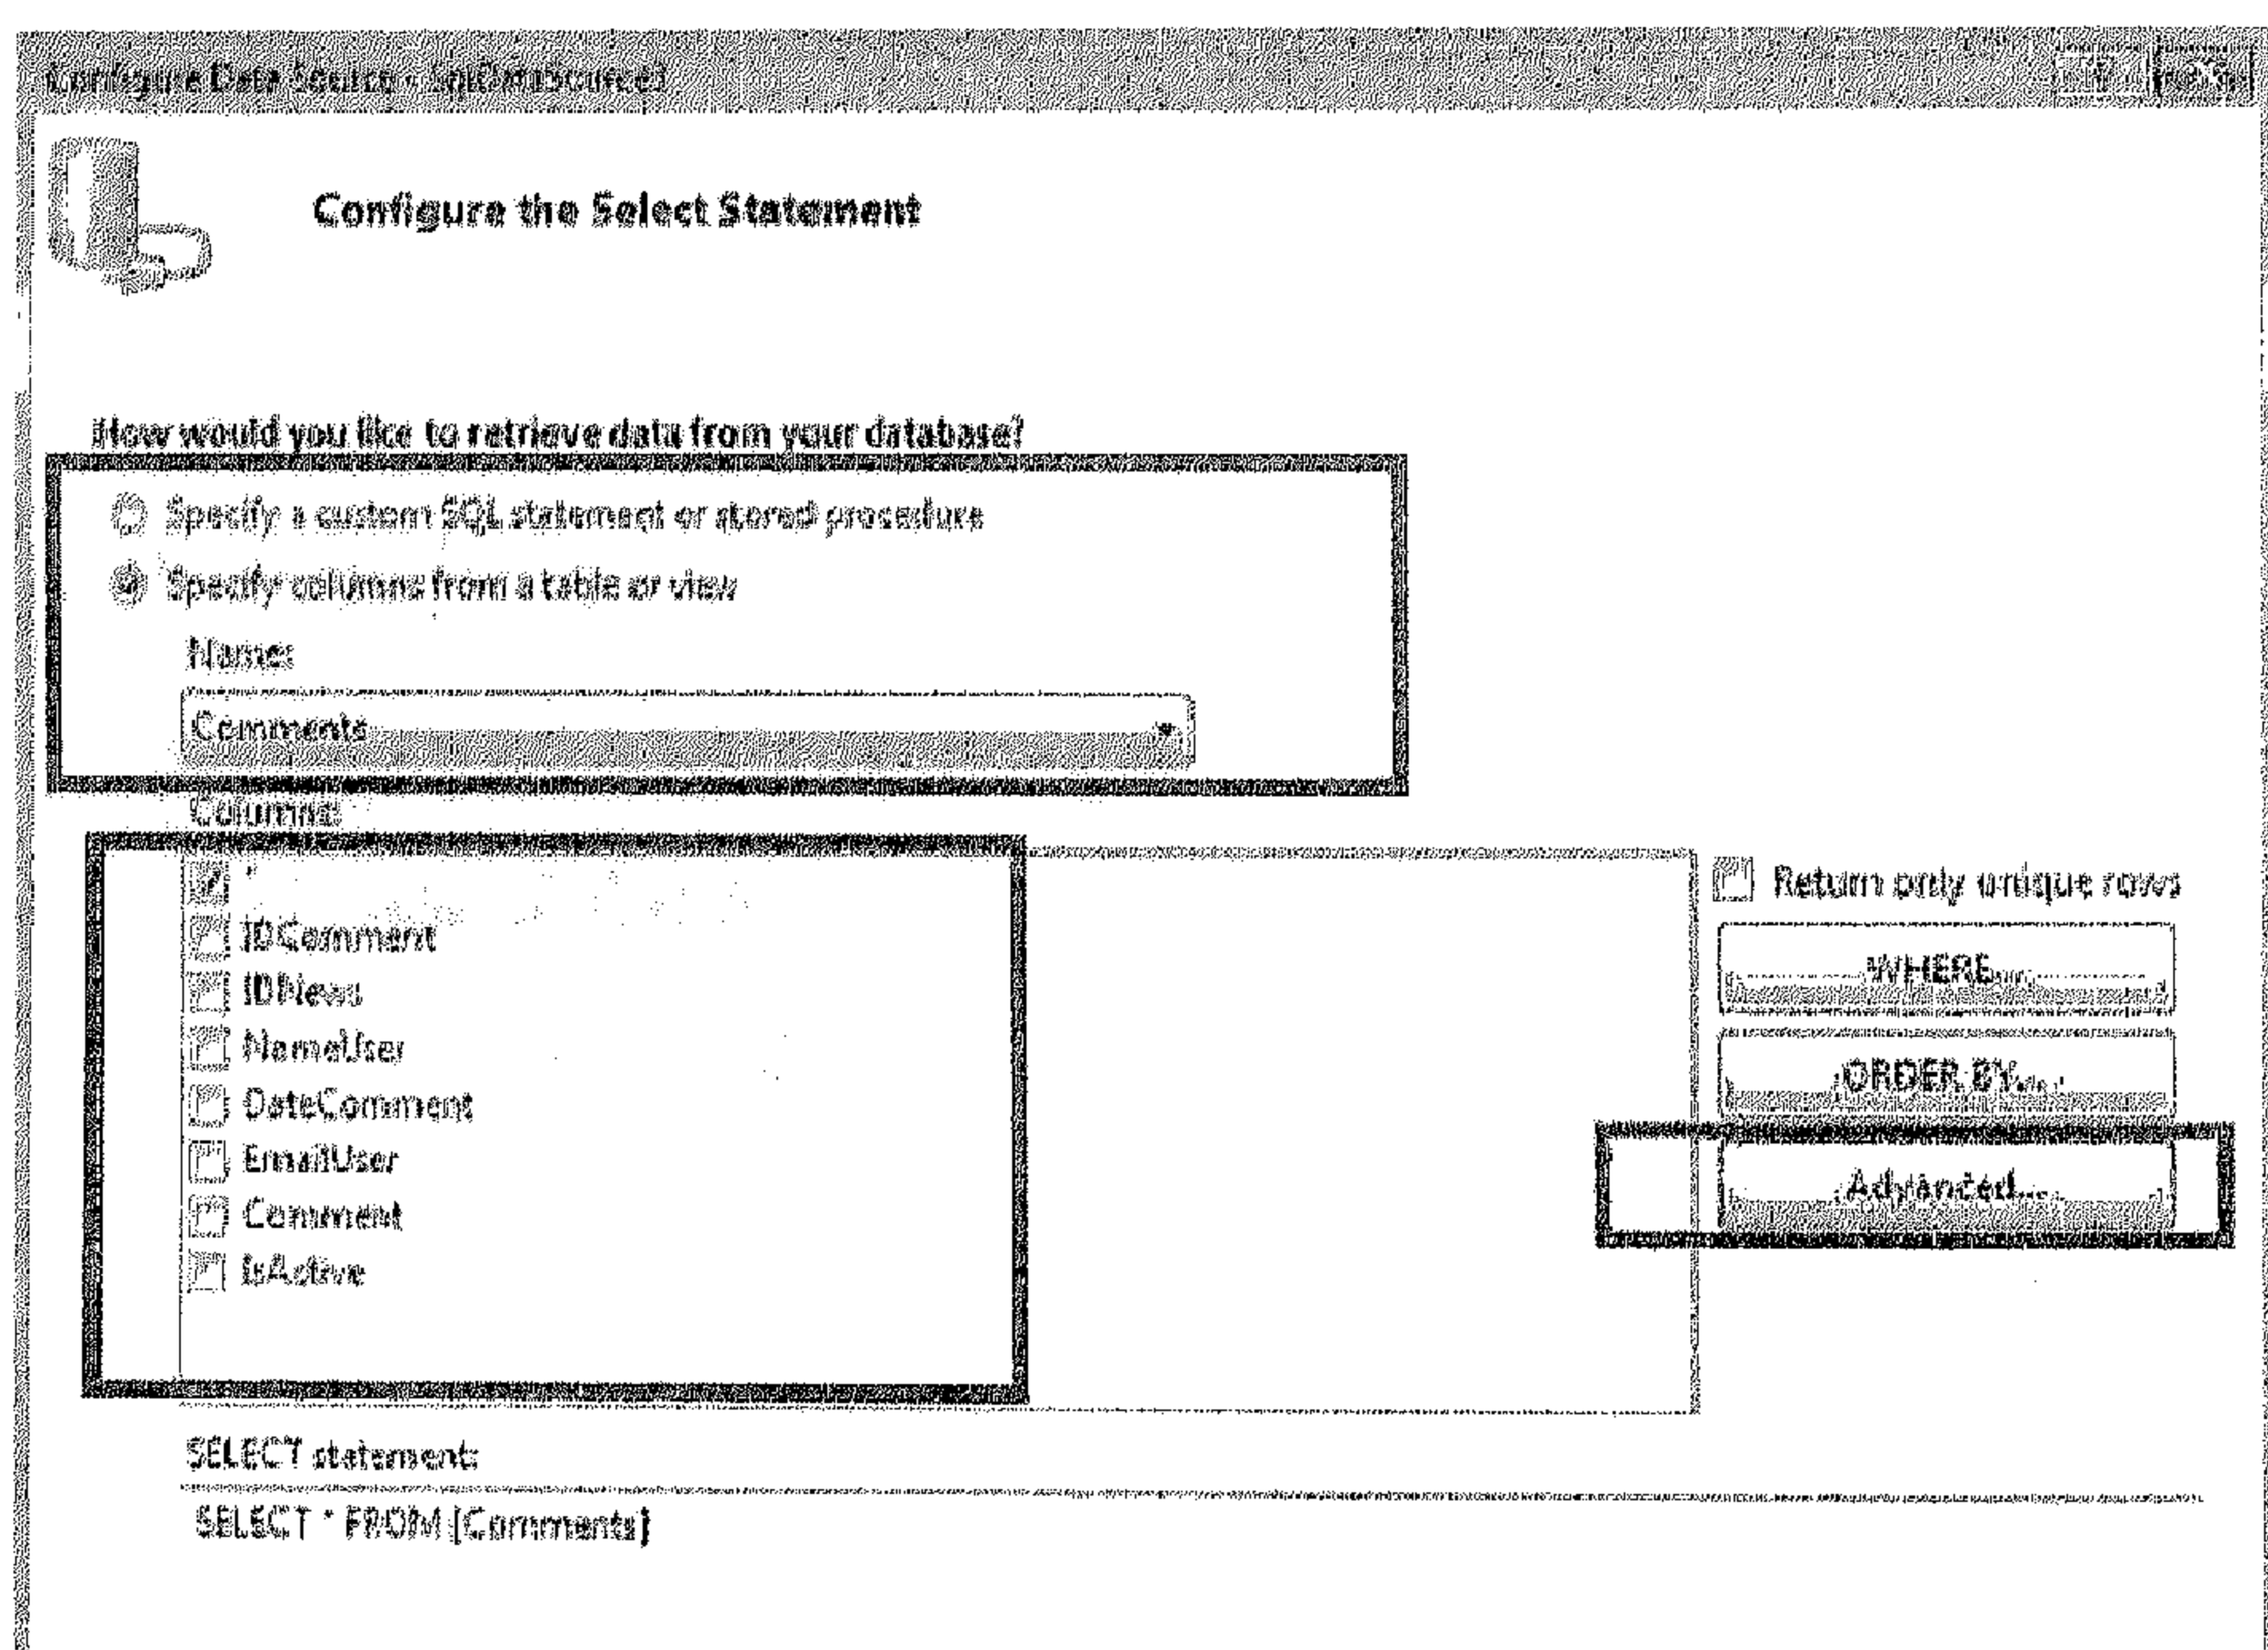 Configure Data Source - SqlDataSource1
Configure the Select Statement
How would you like to retrieve data from your database?
Specify a custom SQL statement or stored procedure
Specify columns from a table or view
Name:
Comments
Columns:
*
IDComment
IDNews
NameUser
DateComment
EmailUser
Comment
IsActive
Return only unique rows
WHERE...
ORDER BY...
Advanced...
SELECT statement:
SELECT * FROM [Comments]